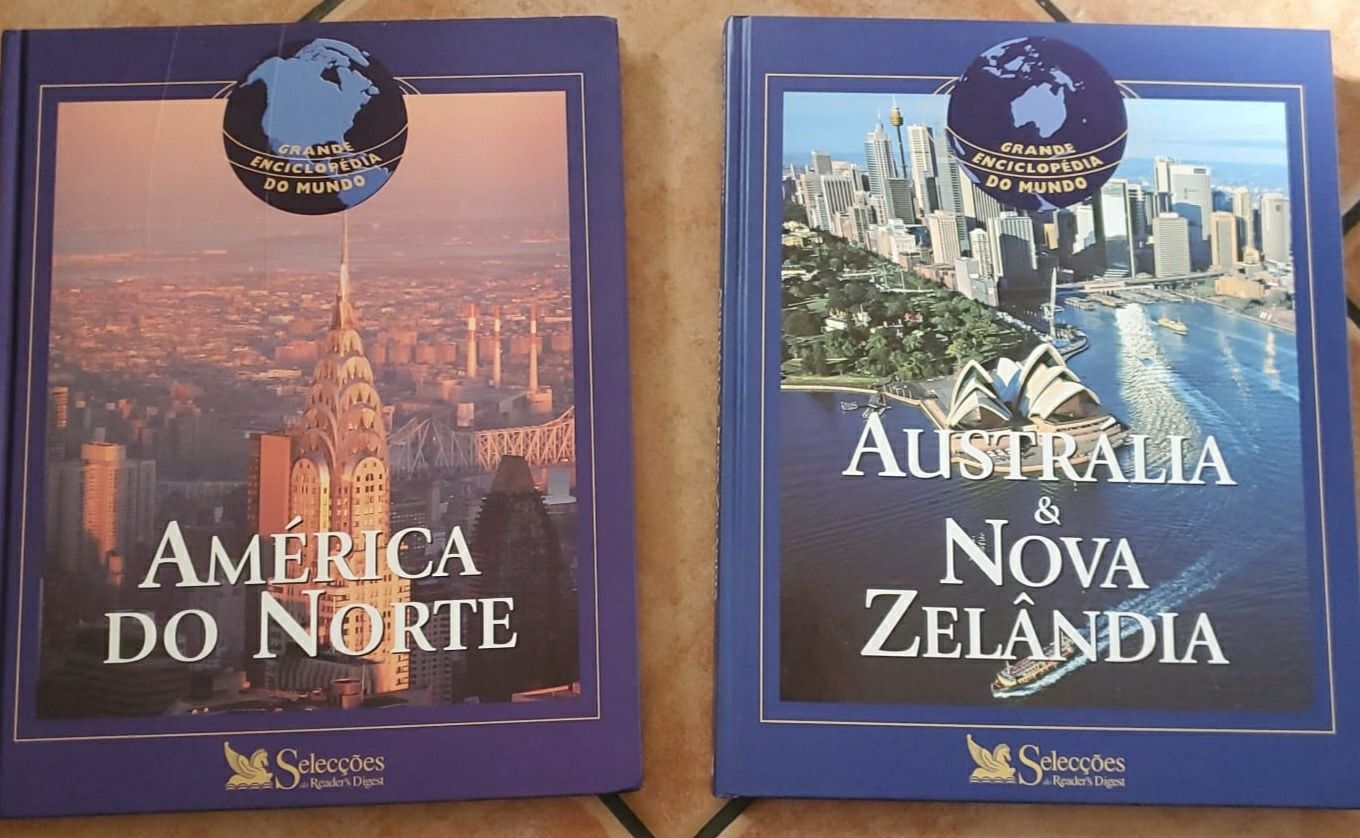 GRANDE
ENCICLOPÉDIA
DO MUNDO
AMÉRICA
DO NORTE
Selecções
do Reader's Digest
GRANDE
ENCICLOPÉDIA
DO MUNDO
AUSTRALIA
&
NOVA
ZELÂNDIA
Selecções
do Reader's Digest